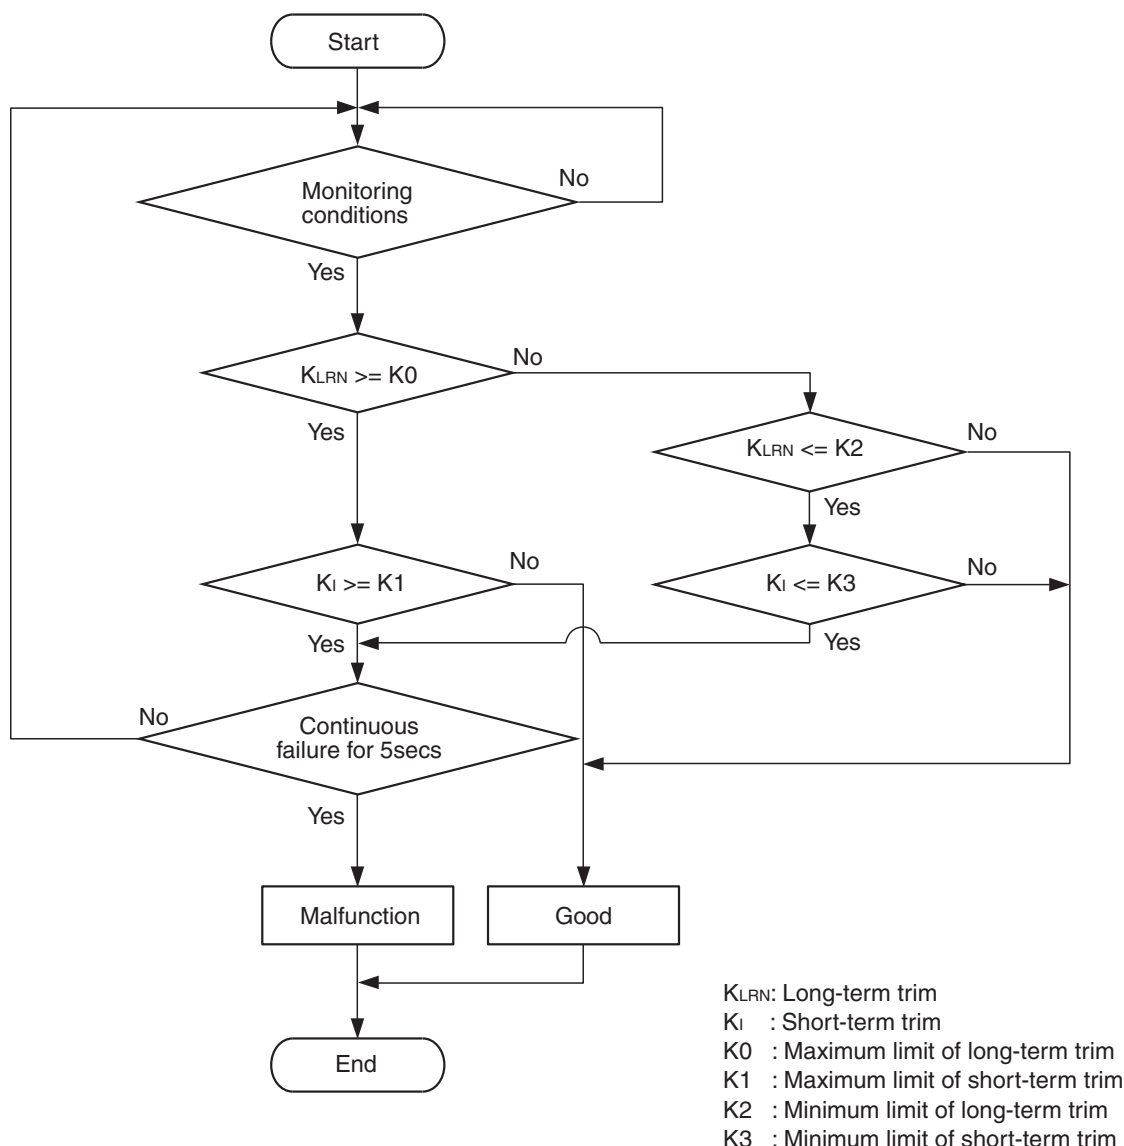 Start
Monitoring
conditions
No
Yes
KLRN >= K0
No
Yes
KLRN <= K2
No
Yes
KI >= K1
No
Yes
KI <= K3
No
Yes
Continuous
failure for 5secs
No
Yes
Malfunction
Good
End
KLRN: Long-term trim
KI : Short-term trim
K0 : Maximum limit of long-term trim
K1 : Maximum limit of short-term trim
K2 : Minimum limit of long-term trim
K3 : Minimum limit of short-term trim